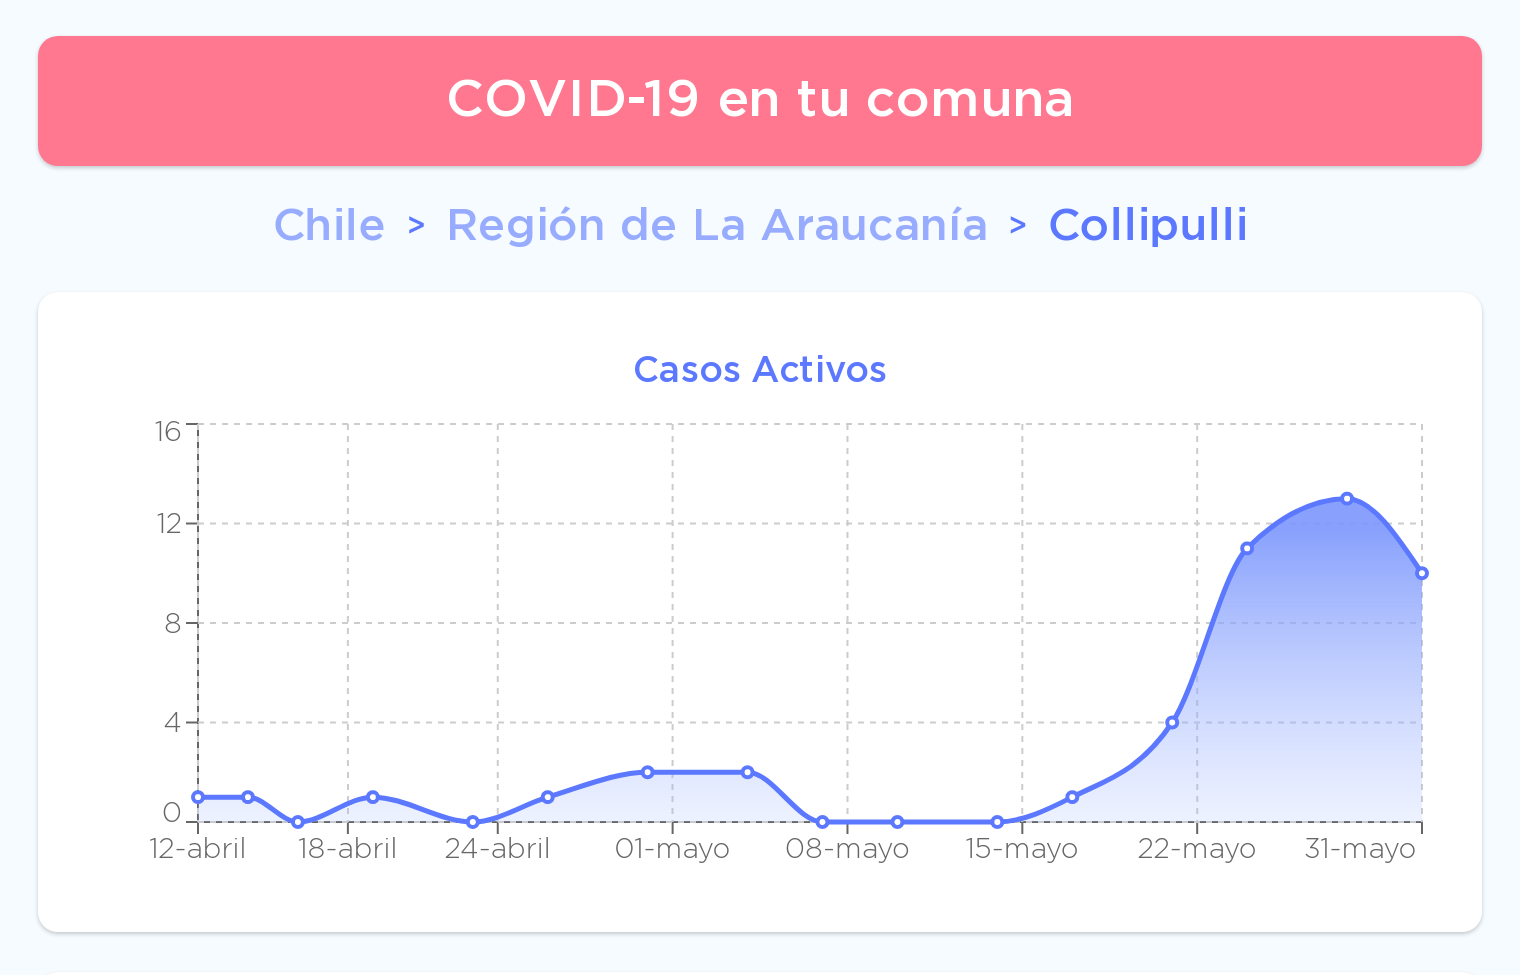 COVID-19 en tu comuna
Chile > Región de La Araucanía > Collipulli
Casos Activos
16
12
8
4
0
12-abril 18-abril 24-abril 01-mayo 08-mayo 15-mayo 22-mayo 31-mayo